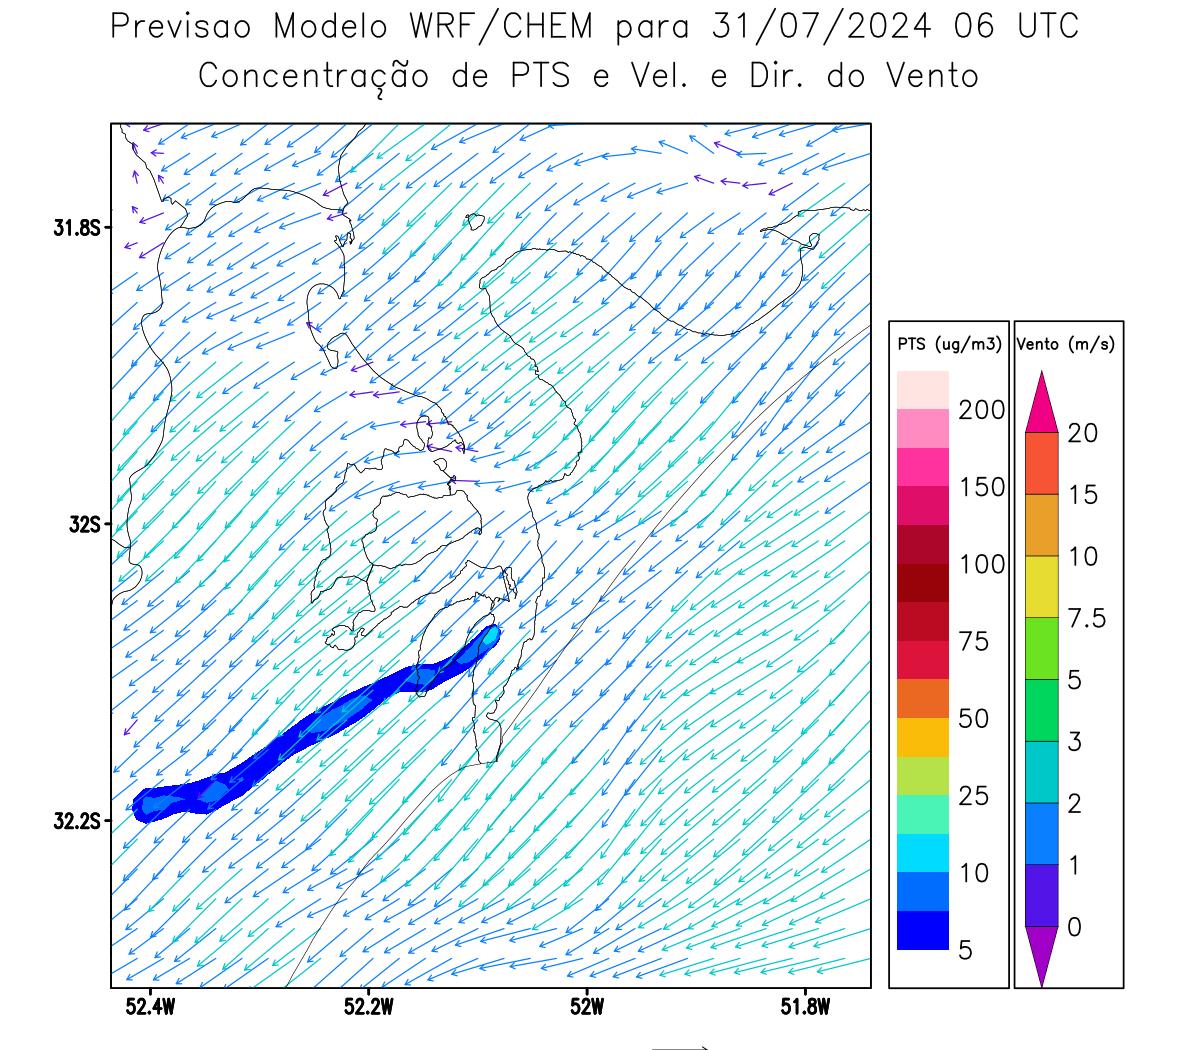 Previsao Modelo WRF/CHEM para 31/07/2024 06 UTC
Concentração de PTS e Vel. e Dir. do Vento
31.8S
32S
32.2S
52.4W
52.2W
52W
51.8W
PTS (ug/m3)
200
150
100
75
50
25
10
5
Vento (m/s)
20
15
10
7.5
5
3
2
1
0